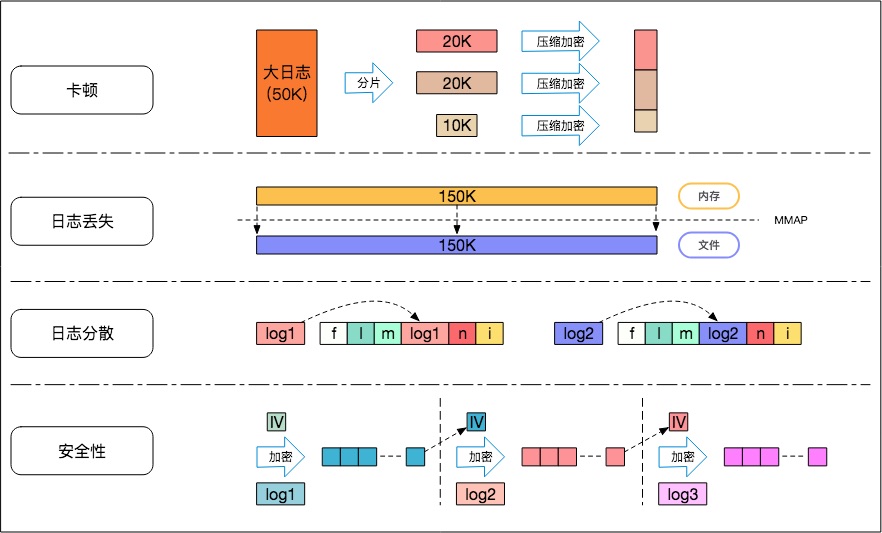 卡顿
大日志
(50K)
分片
20K
压缩加密
20K
压缩加密
10K
压缩加密
日志丢失
150K
内存
MMAP
150K
文件
日志分散
log1
f l m log1 n i
log2
f l m log2 n i
安全性
IV
加密
log1
IV
加密
log2
IV
加密
log3